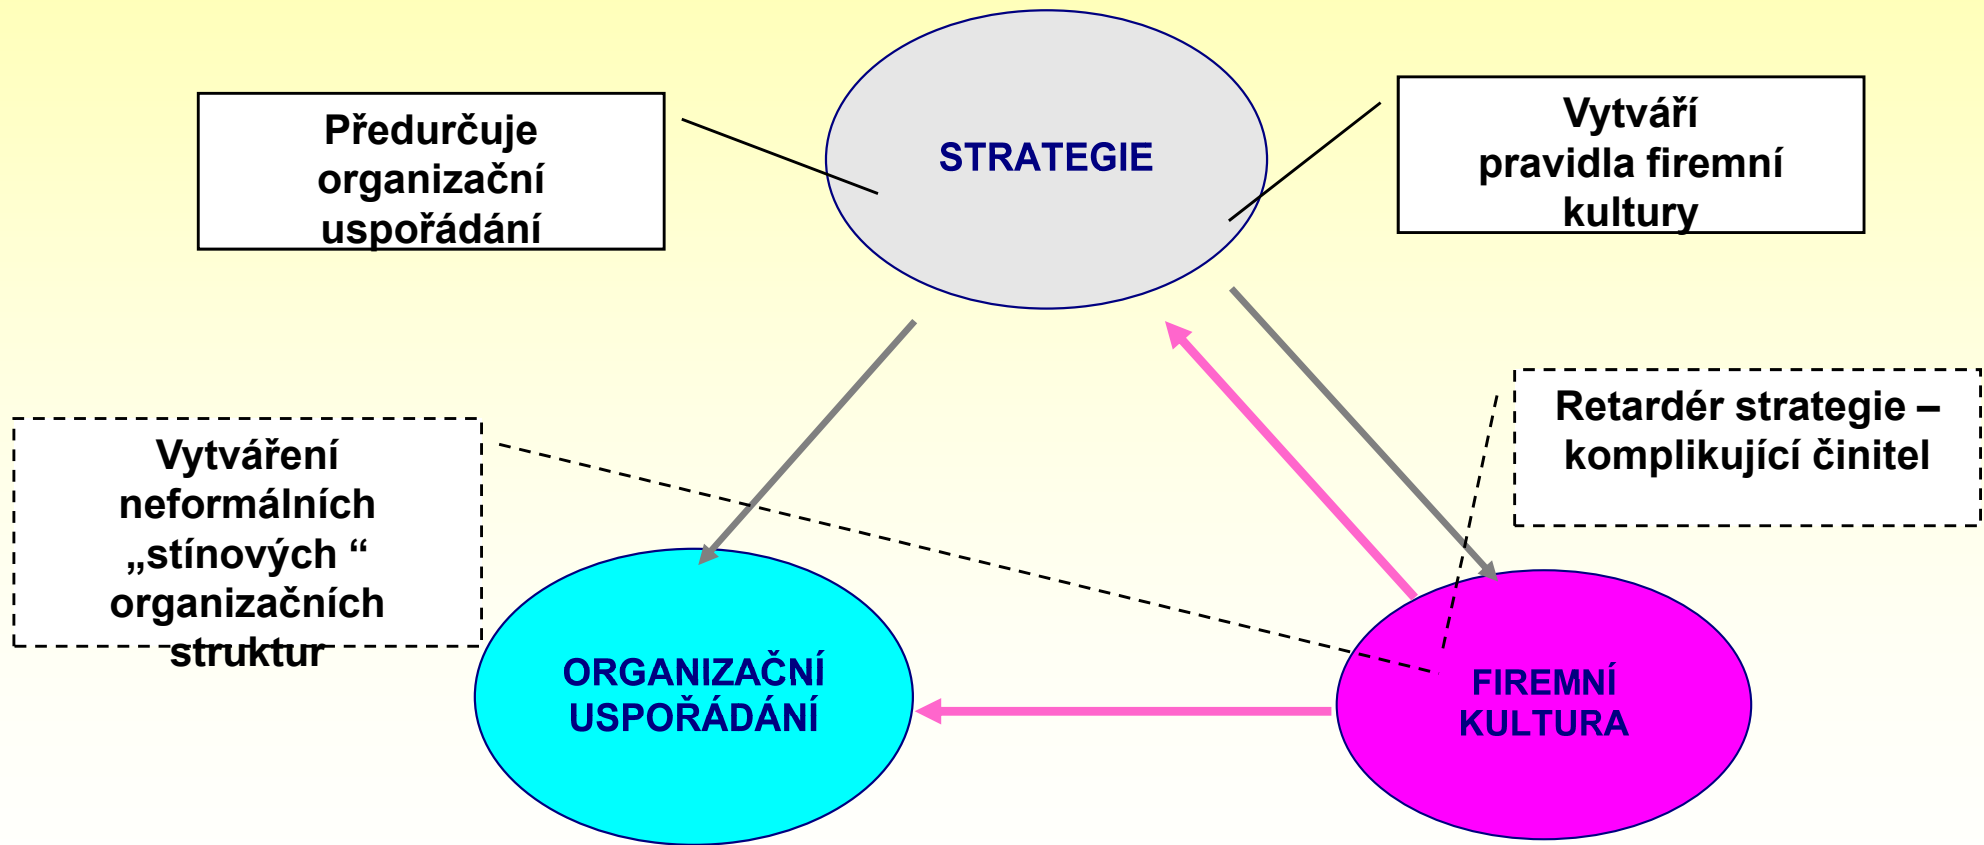 Předurčuje
organizační
uspořádání
STRATEGIE
Vytváří
pravidla firemní
kultury
Retardér strategie –
komplikující činitel
Vytváření
neformálních
„stínových “
organizačních
struktur
ORGANIZAČNÍ
USPOŘÁDÁNÍ
FIREMNÍ
KULTURA